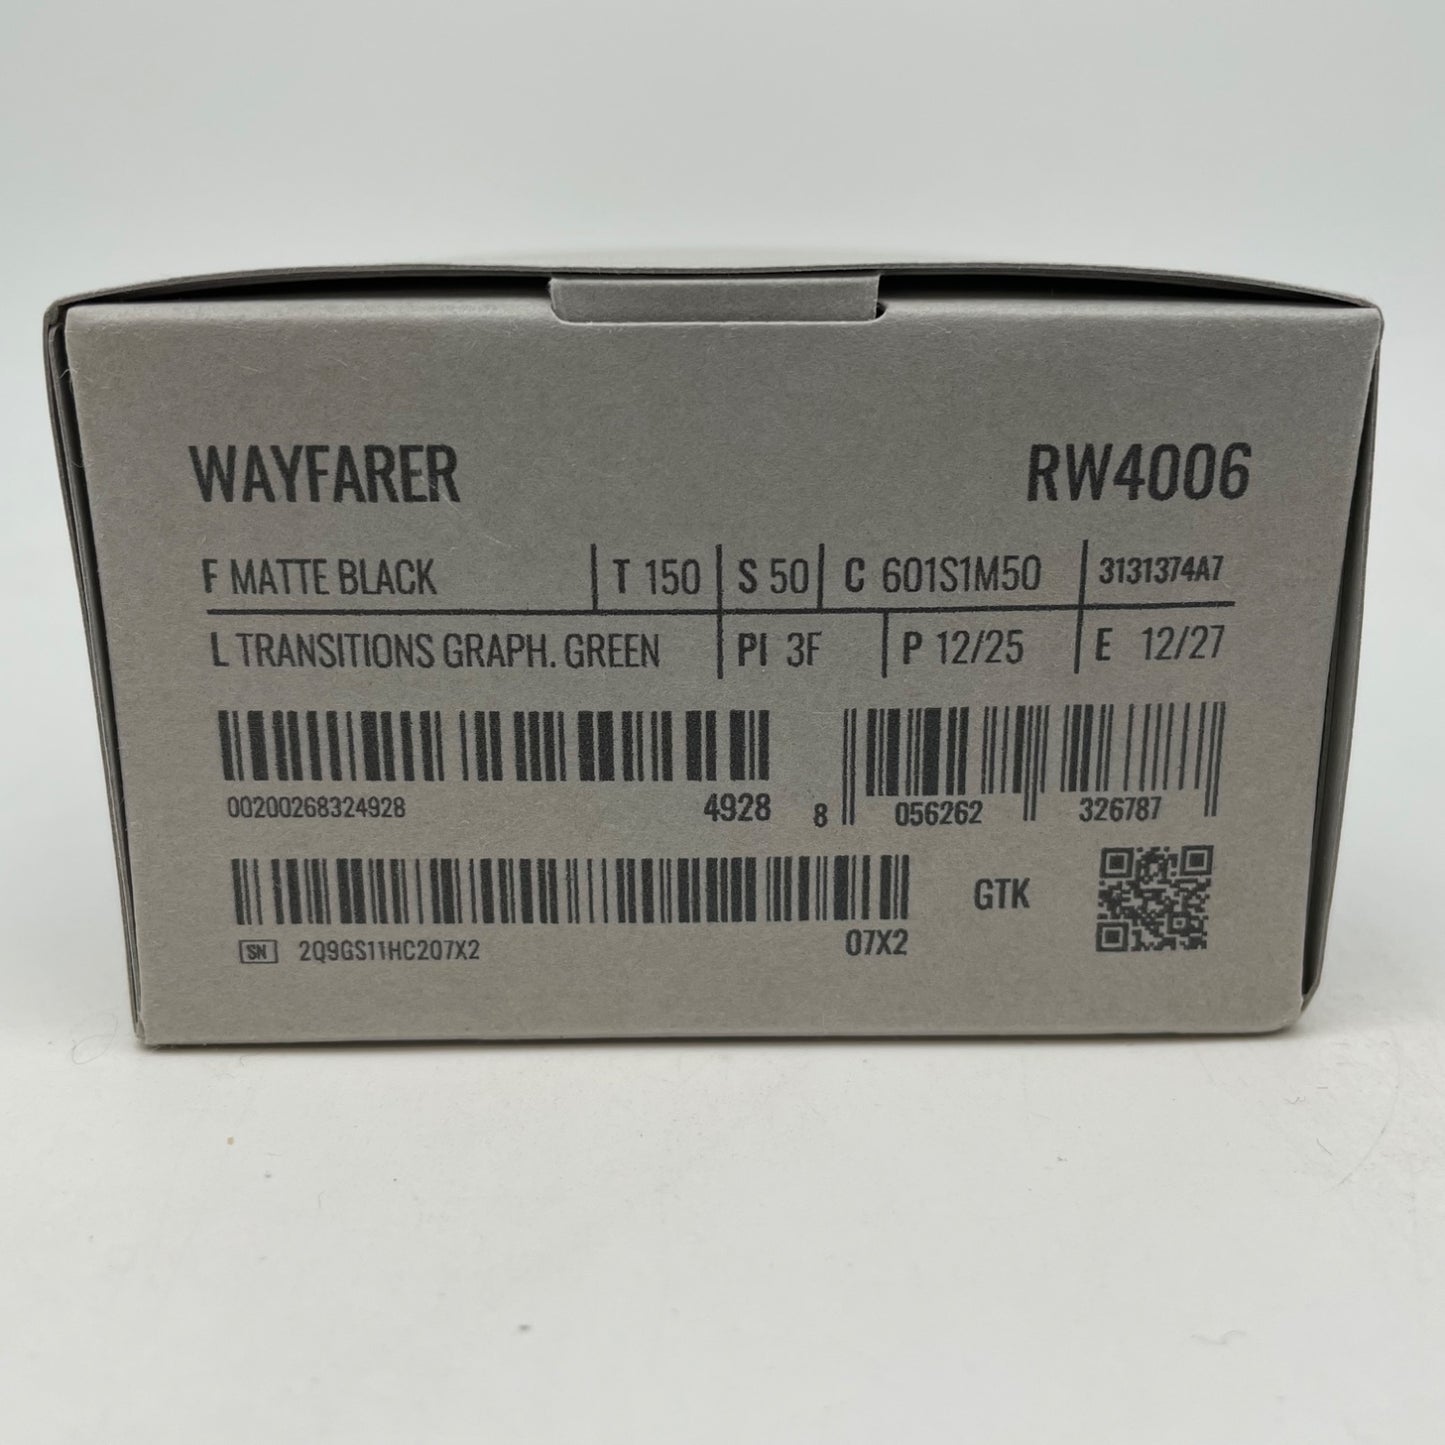 WAYFARER RW4006
F MATTE BLACK T 150 S 50 C 601S1M50 3131374A7
L TRANSITIONS GRAPH. GREEN PI 3F P 12/25 E 12/27
00200268324928 4928 8 056262 326787
GTK
SN 2Q9GS11HC207X2 07X2